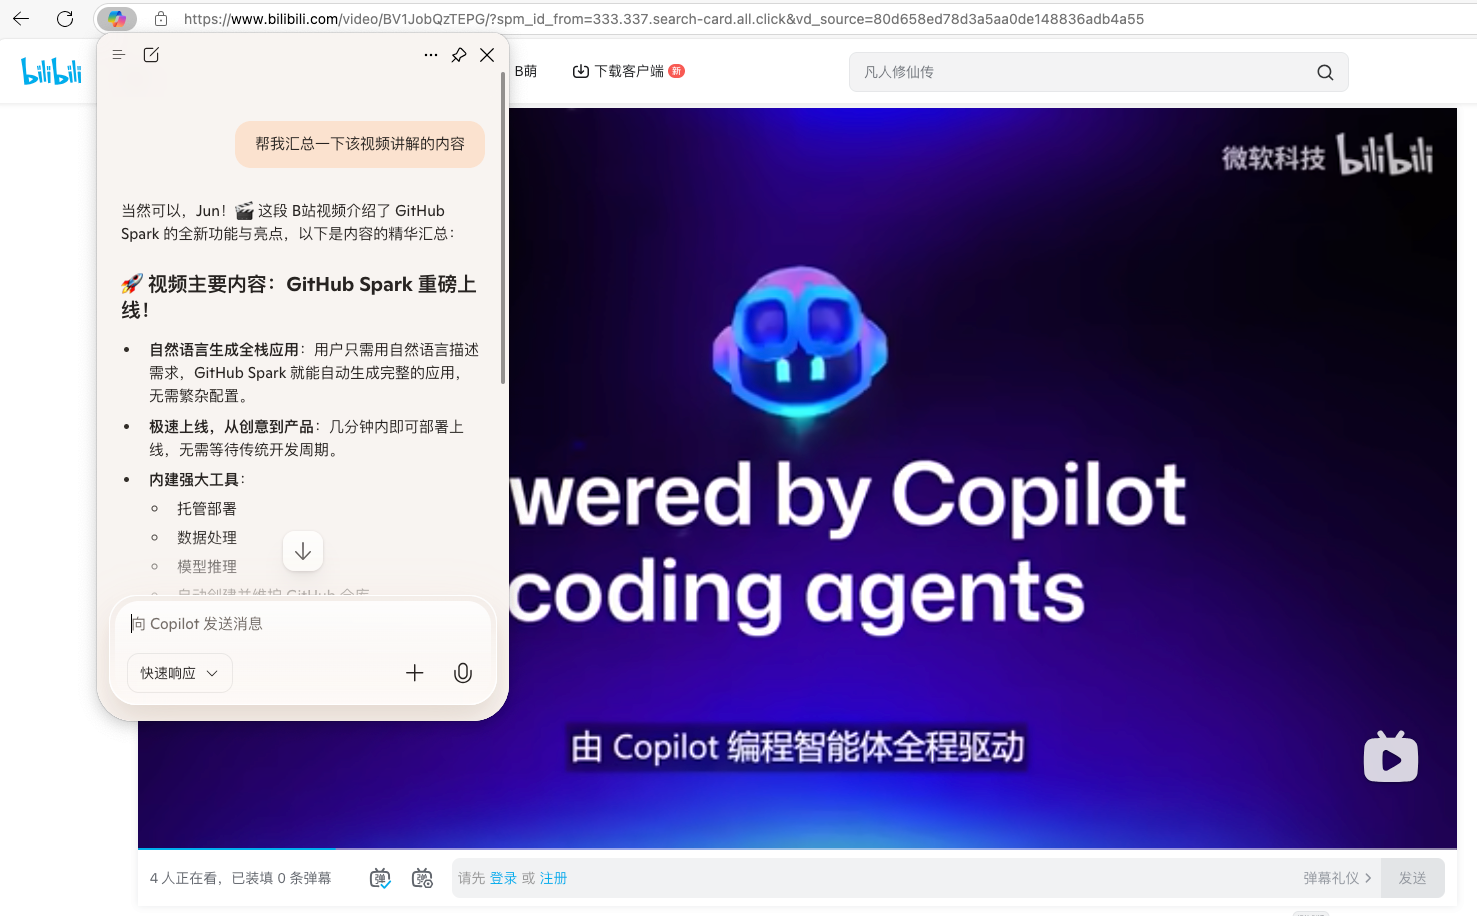 https://www.bilibili.com/video/BV1JobQzTEPG/?spm_id_from=333.337.search-card.all.click&vd_source=80d658ed78d3a5aa0de148836adb4a55
bilibili
B萌
下载客户端 新
凡人修仙传
帮我汇总一下该视频讲解的内容
当然可以，Jun！🎬 这段 B站视频介绍了 GitHub
Spark 的全新功能与亮点，以下是内容的精华汇总：
🚀 视频主要内容：GitHub Spark 重磅上
线！
自然语言生成全栈应用：用户只需用自然语言描述
需求，GitHub Spark 就能自动生成完整的应用，
无需繁杂配置。
极速上线，从创意到产品：几分钟内即可部署上
线，无需等待传统开发周期。
内建强大工具：
托管部署
数据处理
模型推理
自动创建并维护 GitHub 仓库
向 Copilot 发送消息
快速响应
微软科技 bilibili
wered by Copilot
coding agents
由 Copilot 编程智能体全程驱动
4 人正在看，已装填 0 条弹幕
弹
弹
请先 登录 或 注册
弹幕礼仪
发送